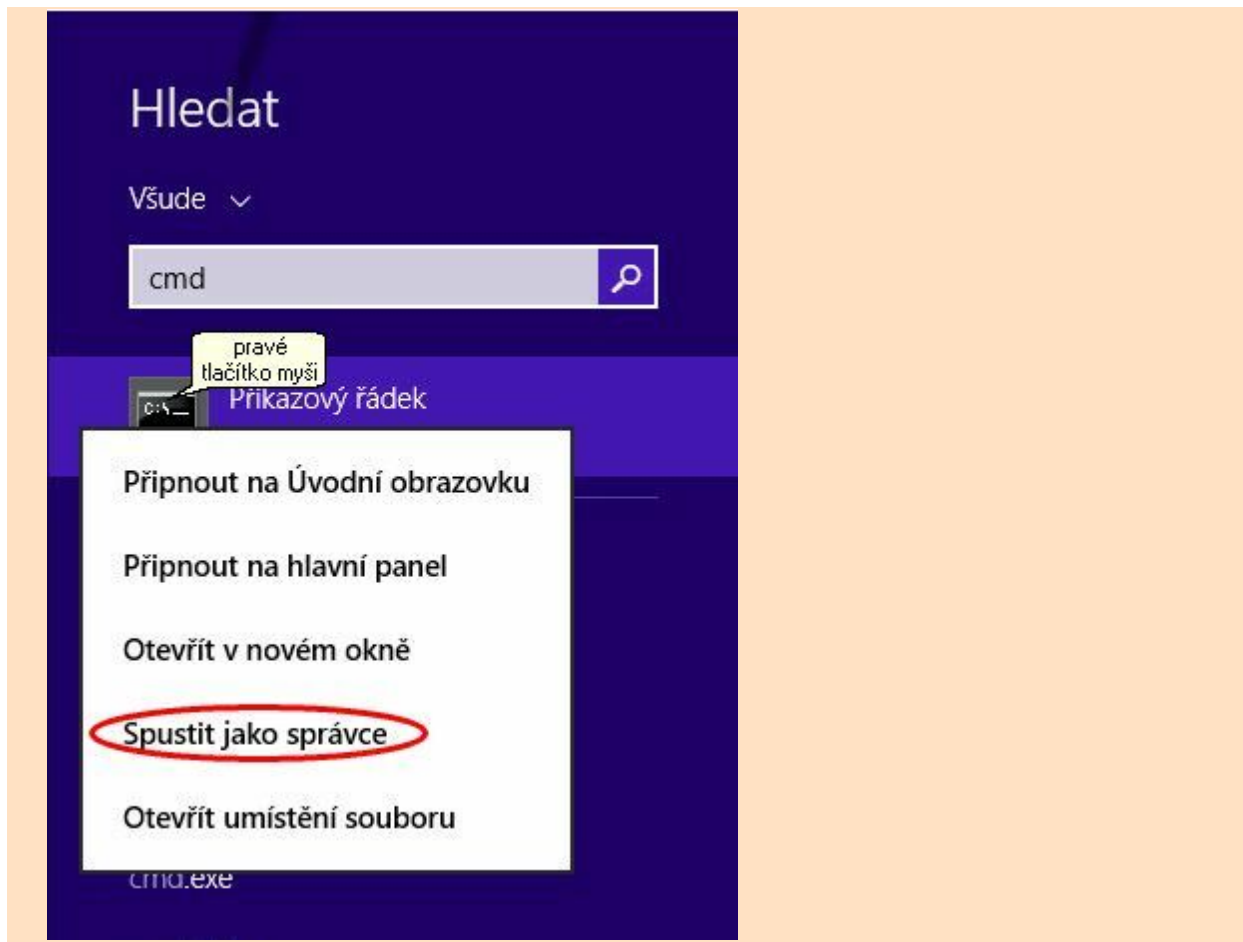 Hledat
Všude
cmd
pravé
tlačítko myši
C:\_
Příkazový řádek
Připnout na Úvodní obrazovku
Připnout na hlavní panel
Otevřít v novém okně
Spustit jako správce
Otevřít umístění souboru
cmd.exe